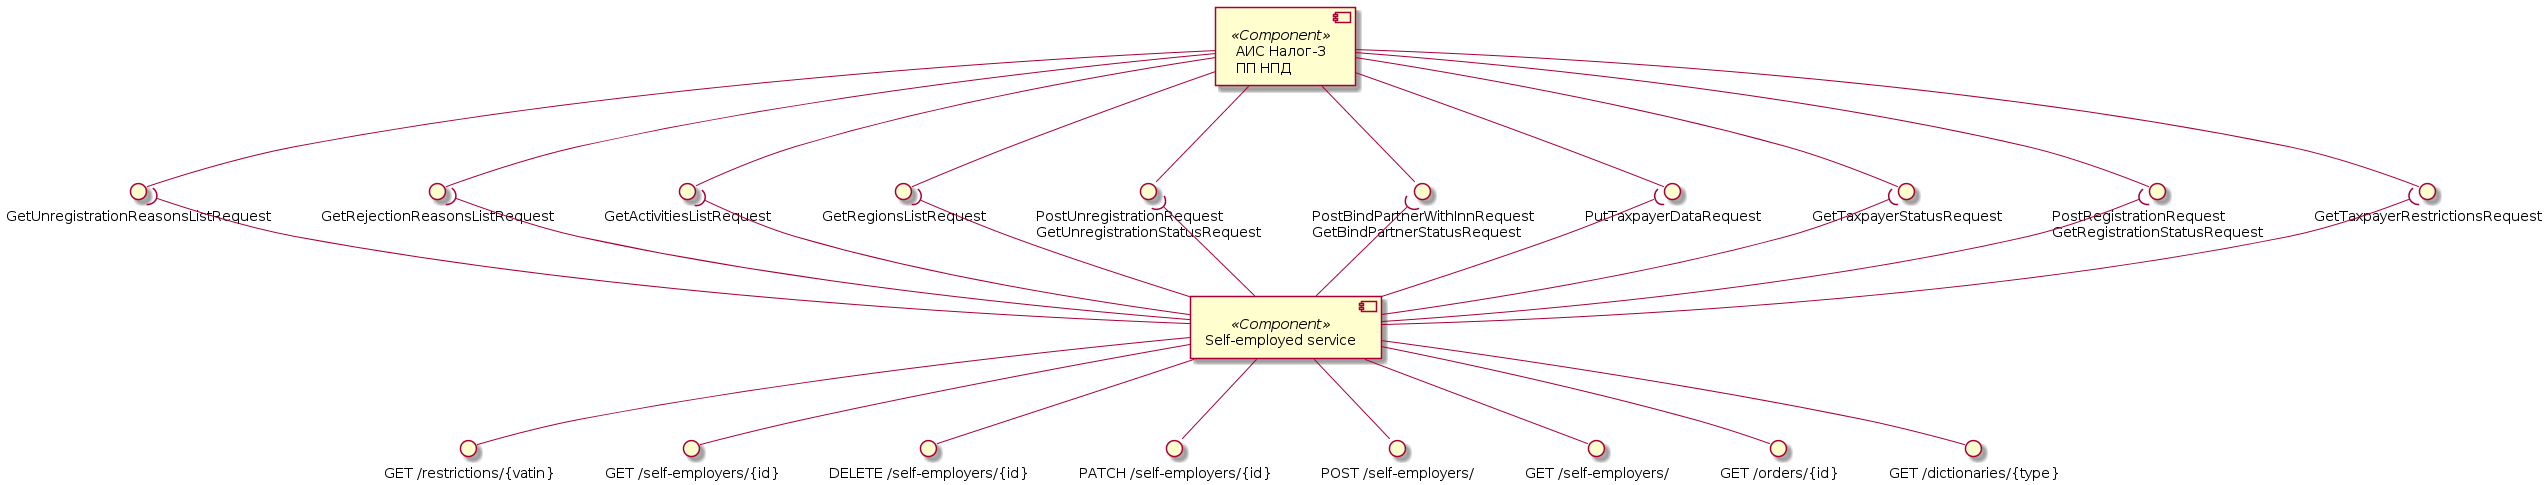 «Component»
АИС Налог-3
ПП НПД
GetUnregistrationReasonsListRequest
GetRejectionReasonsListRequest
GetActivitiesListRequest
GetRegionsListRequest
PostUnregistrationRequest
GetUnregistrationStatusRequest
PostBindPartnerWithInnRequest
GetBindPartnerStatusRequest
PutTaxpayerDataRequest
GetTaxpayerStatusRequest
PostRegistrationRequest
GetRegistrationStatusRequest
GetTaxpayerRestrictionsRequest
«Component»
Self-employed service
GET /restrictions/{vatin}
GET /self-employers/{id}
DELETE /self-employers/{id}
PATCH /self-employers/{id}
POST /self-employers/
GET /self-employers/
GET /orders/{id}
GET /dictionaries/{type}